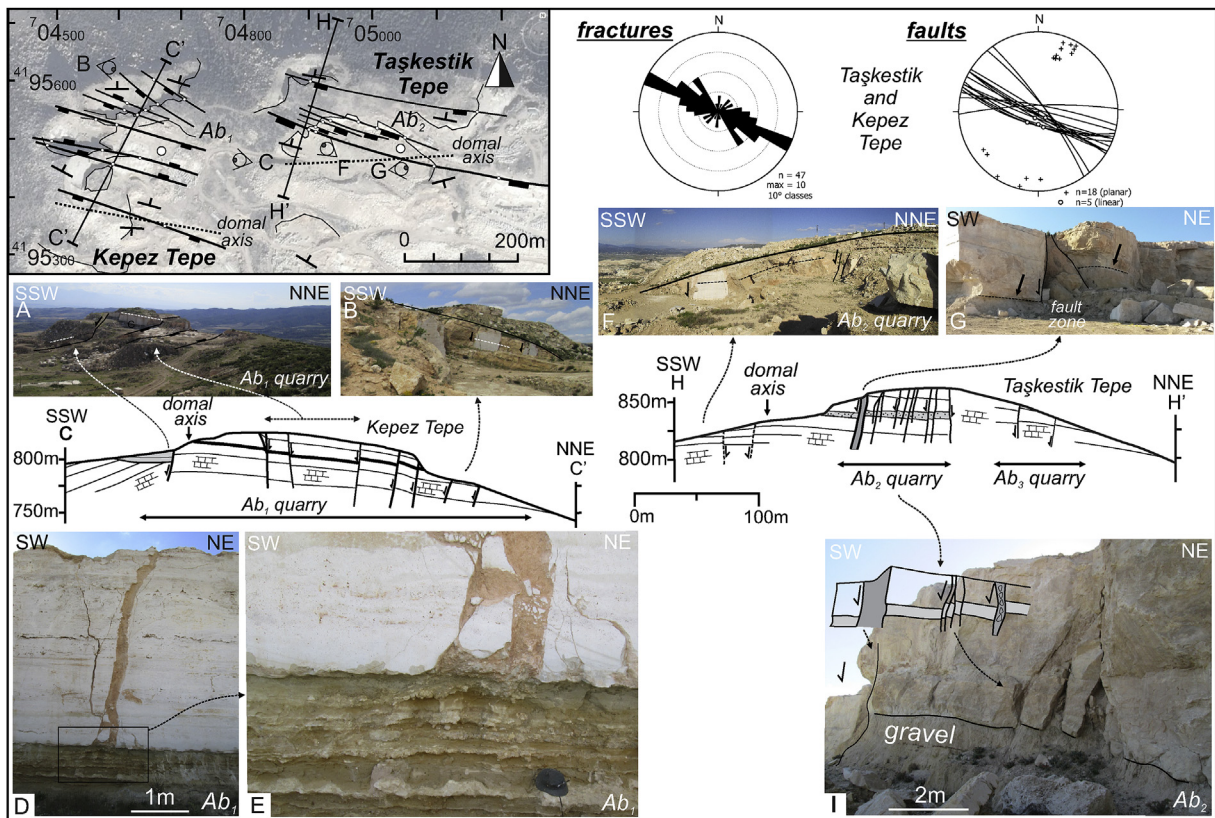 ⁷04500
⁷04800
⁷05000
H
C'
Taşkestik
Tepe
N
B
⁴¹95600
Ab₁
Ab₂
domal
axis
C
F
G
H'
domal
axis
C'
Kepez Tepe
0
200m
⁴¹95300
fractures
N
n = 47
max = 10
10° classes
Taşkestik
and
Kepez
Tepe
faults
N
n=18 (planar)
n=5 (linear)
SSW
NNE
A
Ab₁ quarry
SSW
NNE
B
SSW
NNE
F
Ab₂ quarry
SW
NE
G
fault
zone
SSW
C
domal
axis
Kepez Tepe
NNE
C'
800m
750m
Ab₁ quarry
SSW
H
domal
axis
Taşkestik Tepe
NNE
H'
850m
800m
Ab₂ quarry
Ab₃ quarry
0m
100m
SW
NE
D
1m
Ab₁
SW
NE
E
Ab₁
SW
NE
gravel
I
2m
Ab₂